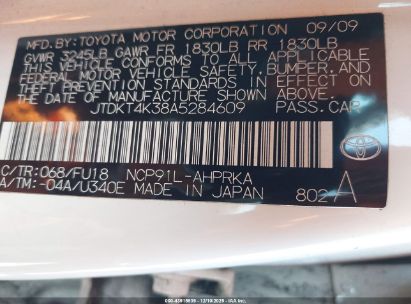 MFD.BY: TOYOTA MOTOR CORPORATION 09/09
GVWR 3245LB GAWR FR 1830LB RR 1830LB
THIS VEHICLE CONFORMS TO ALL APPLICABLE
FEDERAL MOTOR VEHICLE SAFETY, BUMPER, AND
THEFT PREVENTION STANDARDS IN EFFECT ON
THE DATE OF MANUFACTURE SHOWN ABOVE.
JTDKT4K38A5284609 PASS.CAR
C/TR: 068/FU18 NCP91L-AHPRKA
A/TM: -04A/U340E MADE IN JAPAN 802 A
TOYOTA